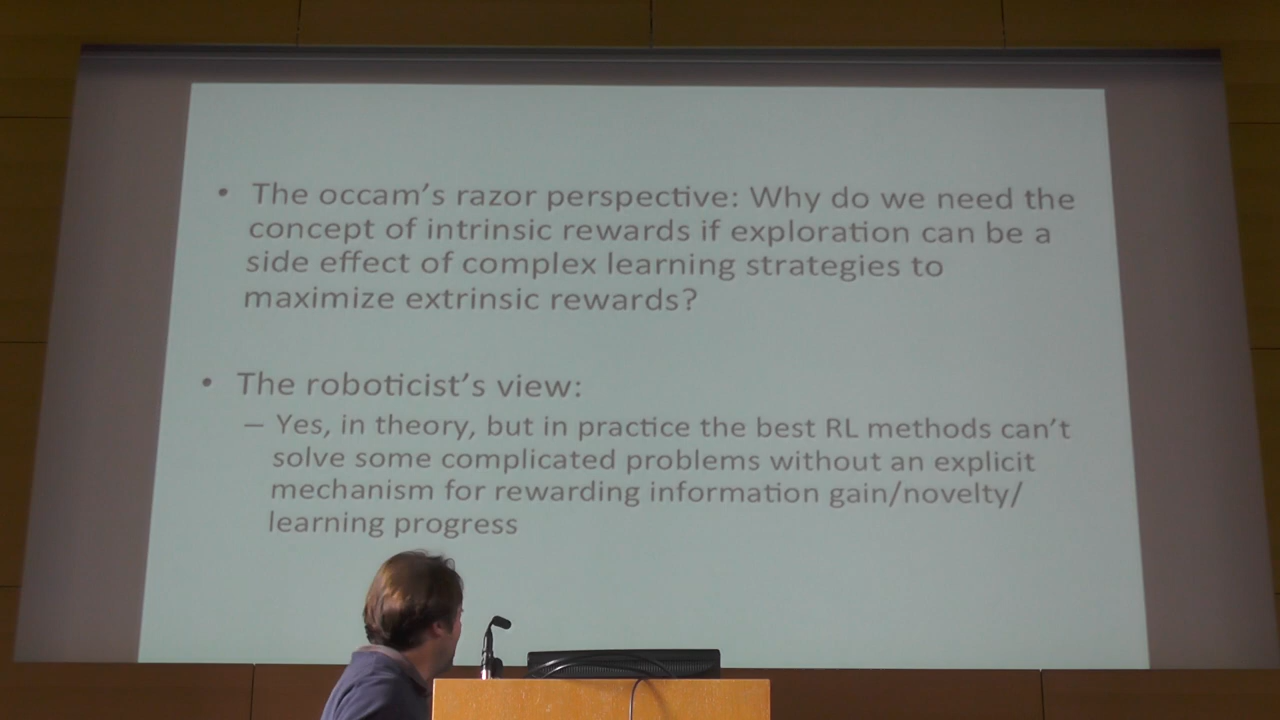 • The occam's razor perspective: Why do we need the
concept of intrinsic rewards if exploration can be a
side effect of complex learning strategies to
maximize extrinsic rewards?
• The roboticist's view:
– Yes, in theory, but in practice the best RL methods can't
solve some complicated problems without an explicit
mechanism for rewarding information gain/novelty/
learning progress